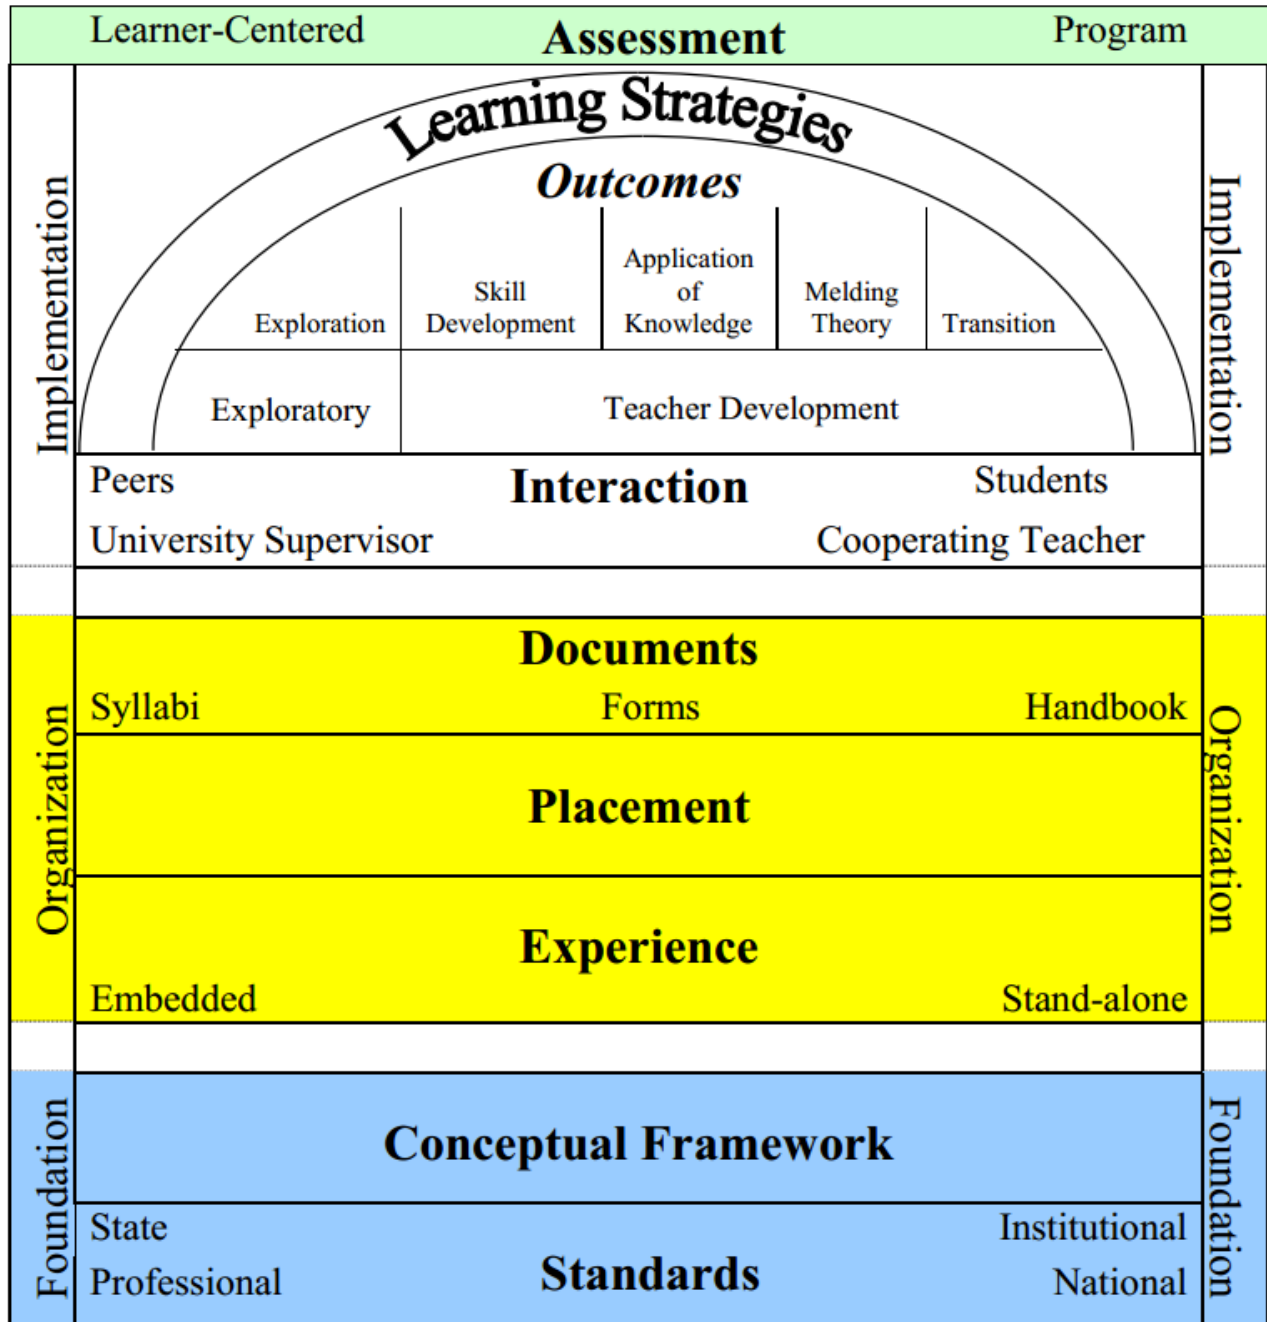 Learner-Centered Assessment Program
Learning Strategies
Outcomes
Exploration
Skill
Development
Application
of
Knowledge
Melding
Theory
Transition
Exploratory Teacher Development
Implementation
Implementation
Peers Interaction Students
University Supervisor Cooperating Teacher
Documents
Syllabi Forms Handbook
Placement
Experience
Embedded Stand-alone
Organization
Organization
Conceptual Framework
State Institutional
Professional Standards National
Foundation
Foundation